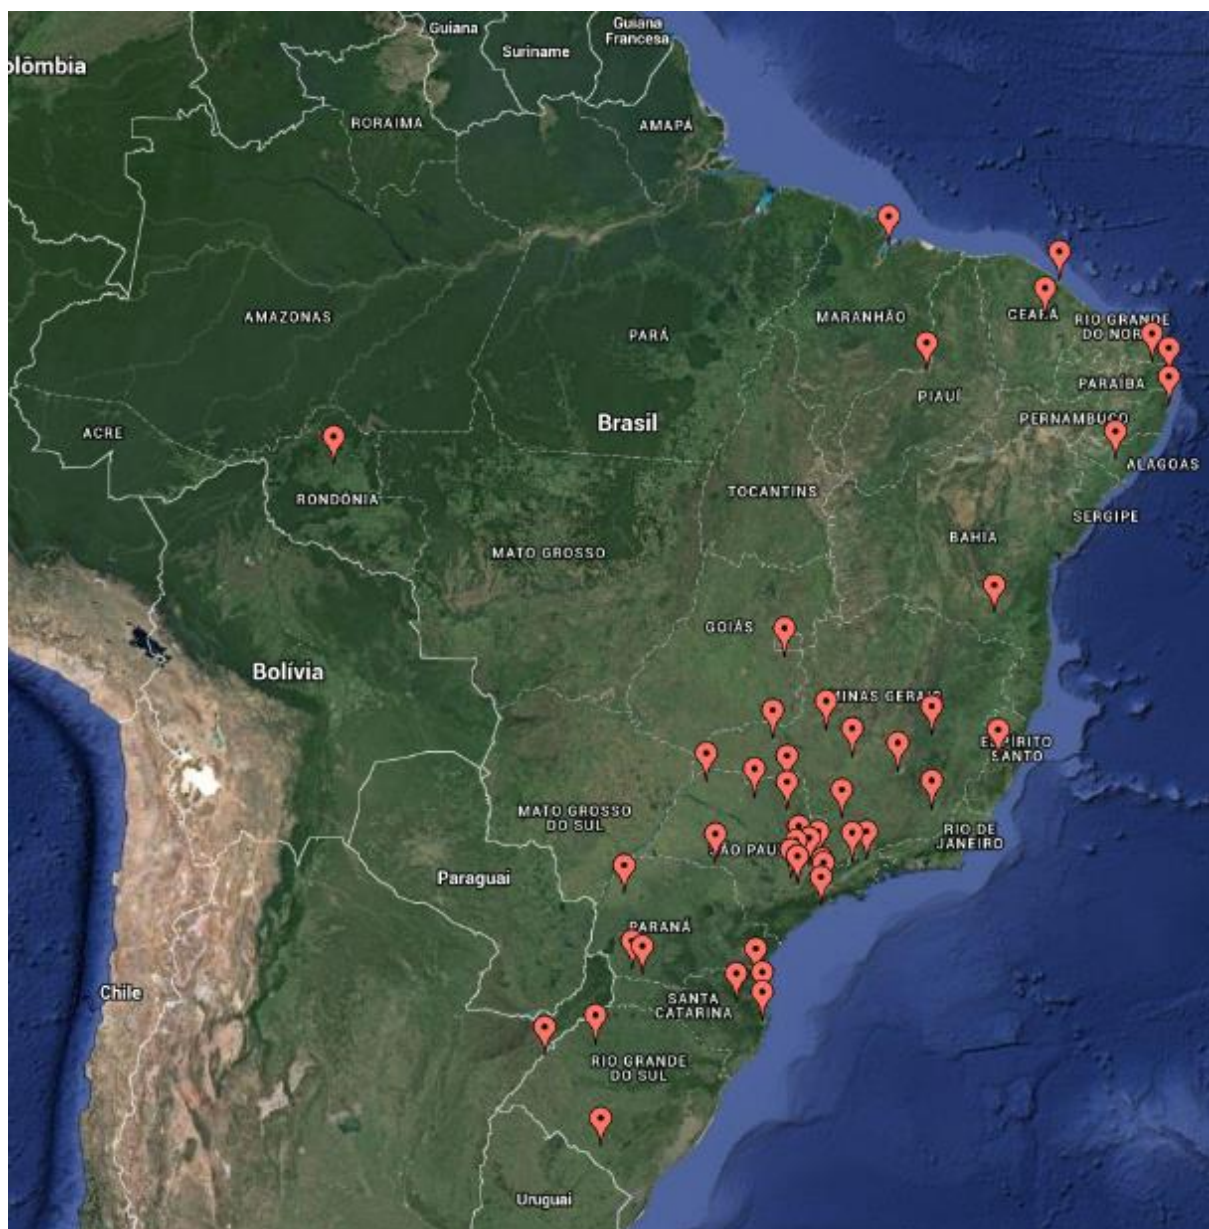 Guiana
Guiana
Francesa
Suriname
olômbia
RORAIMA
AMAPÁ
AMAZONAS
PARÁ
MARANHÃO
CEARÁ
RIO GRANDE
DO NOR
PARAÍBA
PIAUÍ
PERNAMBUCO
Brasil
ACRE
ALAGOAS
RONDÔNIA
TOCANTINS
SERGIPE
BAHIA
MATO GROSSO
GOIÁS
Bolívia
MINAS GERAIS
ESPÍRITO
SANTO
MATO GROSSO
DO SUL
RIO DE
JANEIRO
SÃO PAU
Paraguai
PARANÁ
Chile
SANTA
CATARINA
RIO GRANDE
DO SUL
Uruguai